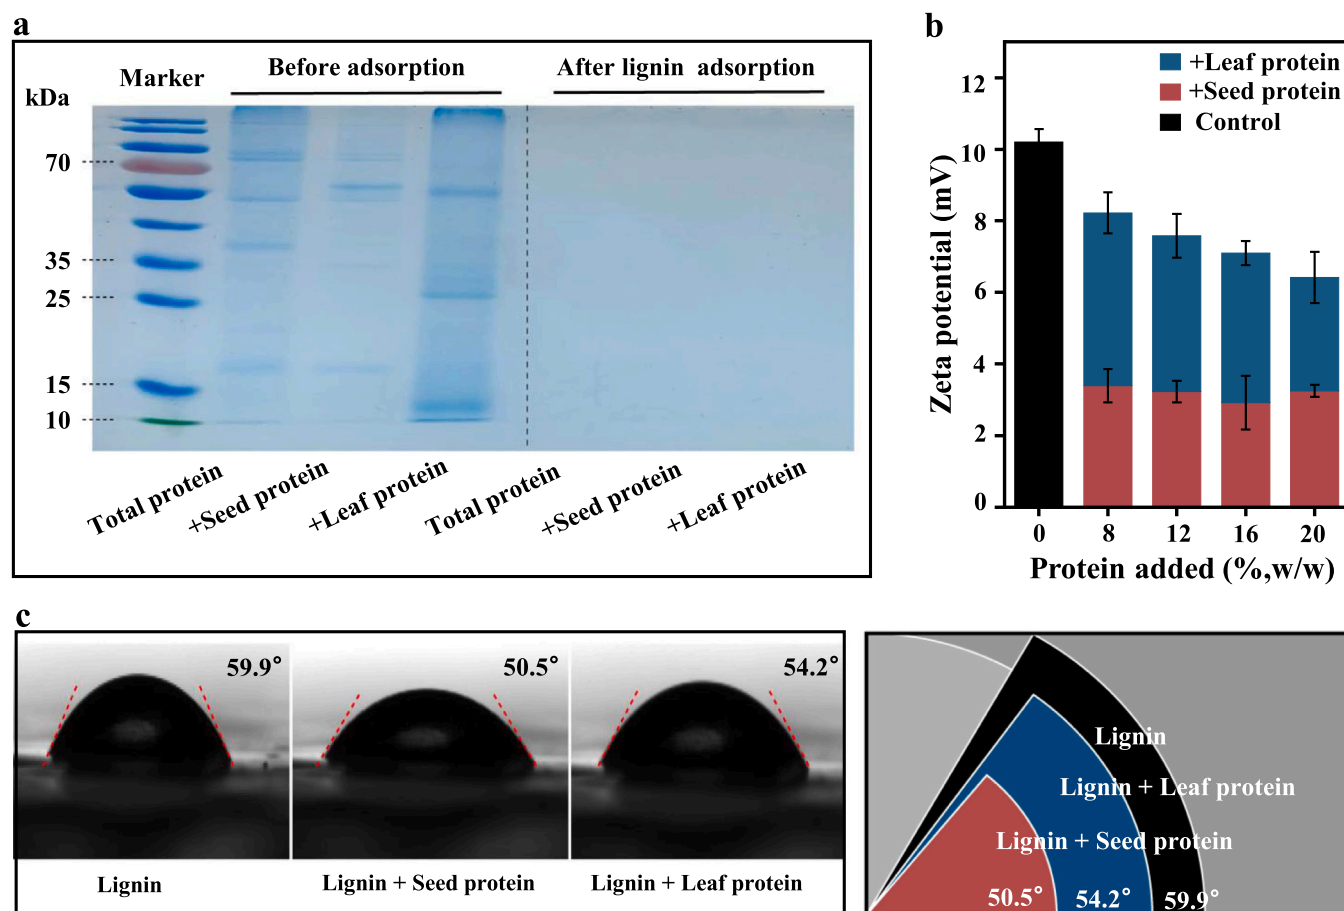 a
Marker
Before adsorption
After lignin adsorption
kDa
70
35
25
15
10
Total protein
+Seed protein
+Leaf protein
Total protein
+Seed protein
+Leaf protein
b
+Leaf protein
+Seed protein
Control
Zeta potential (mV)
12
10
8
6
4
2
0
0 8 12 16 20
Protein added (%,w/w)
c
59.9°
50.5°
54.2°
Lignin
Lignin + Seed protein
Lignin + Leaf protein
Lignin
Lignin + Leaf protein
Lignin + Seed protein
50.5° 54.2° 59.9°